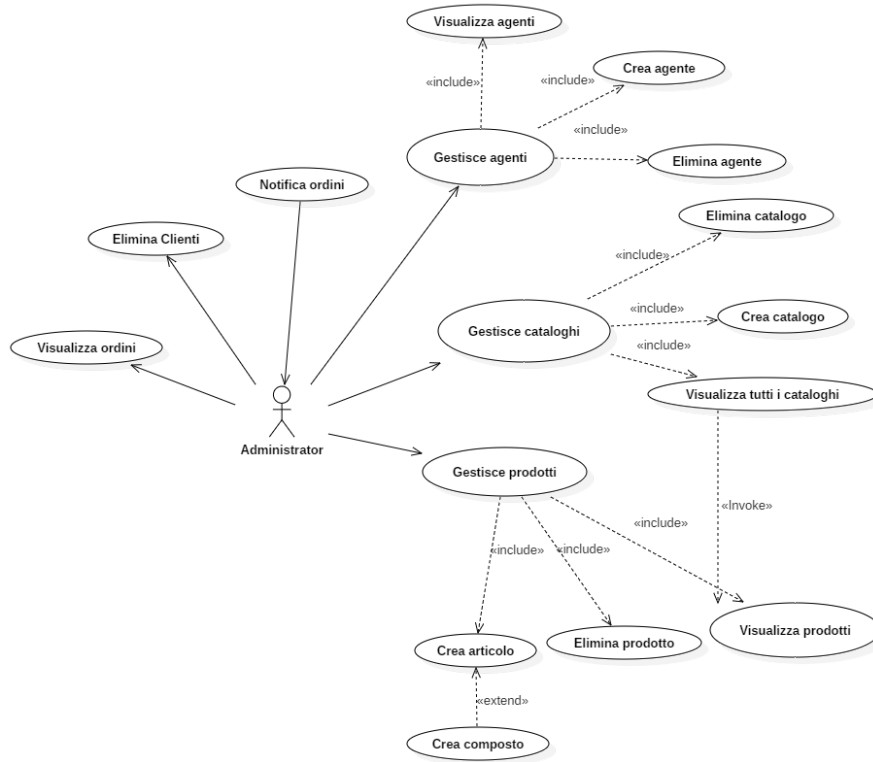 Visualizza agenti
Crea agente
«include»
«include»
«include»
Gestisce agenti
Elimina agente
Notifica ordini
Elimina catalogo
Elimina Clienti
«include»
«include»
Crea catalogo
Gestisce cataloghi
«include»
Visualizza ordini
Visualizza tutti i cataloghi
Administrator
Gestisce prodotti
«Invoke»
«include»
«include»
«include»
Visualizza prodotti
Crea articolo
Elimina prodotto
«extend»
Crea composto